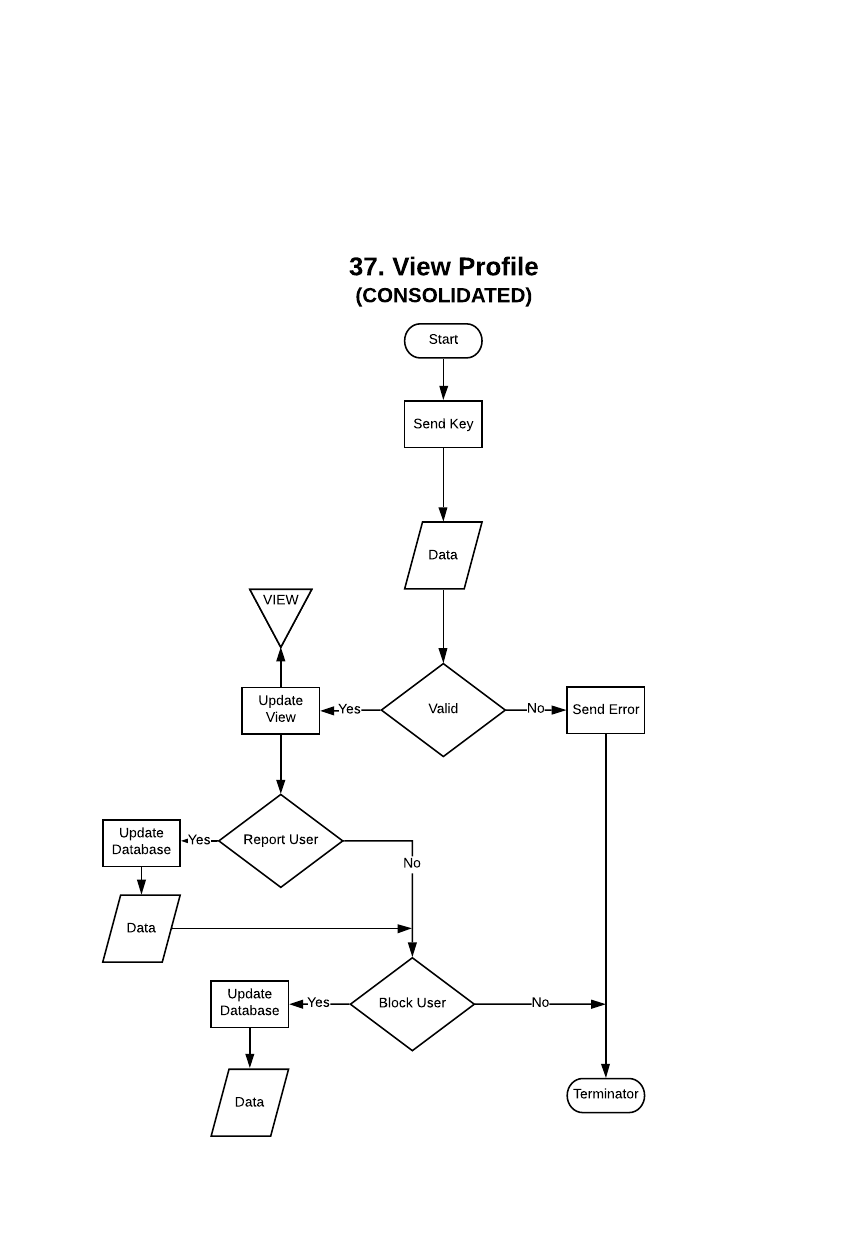 37. View Profile
(CONSOLIDATED)
Start
Send Key
Data
VIEW
Update
View
Yes
Valid
No
Send Error
Update
Database
Yes
Report User
No
Data
Update
Database
Yes
Block User
No
Data
Terminator